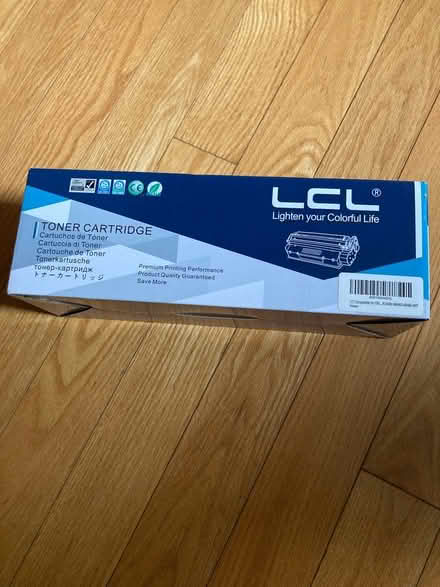 LCL®
Lighten your Colorful Life
TONER CARTRIDGE
Cartuchos de Tóner
Cartuccia di Toner
Cartouche de Toner
Tonerkartusche
тонер-картридж
トナーカートリッジ
Premium Printing Performance
Product Quality Guaranteed
Save More